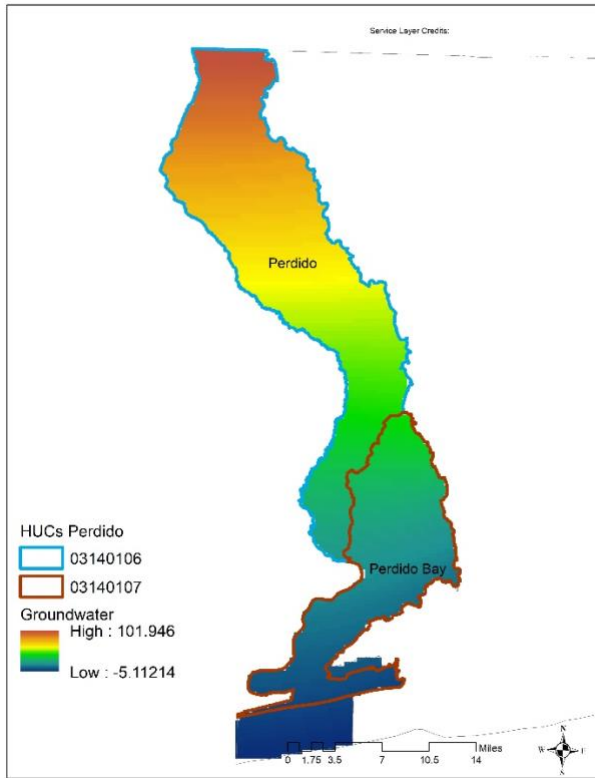 Service Layer Credits:
Perdido
Perdido Bay
HUCs Perdido
03140106
03140107
Groundwater
High : 101.946
Low : -5.11214
N
W E
S
Miles
0 1.75 3.5 7 10.5 14